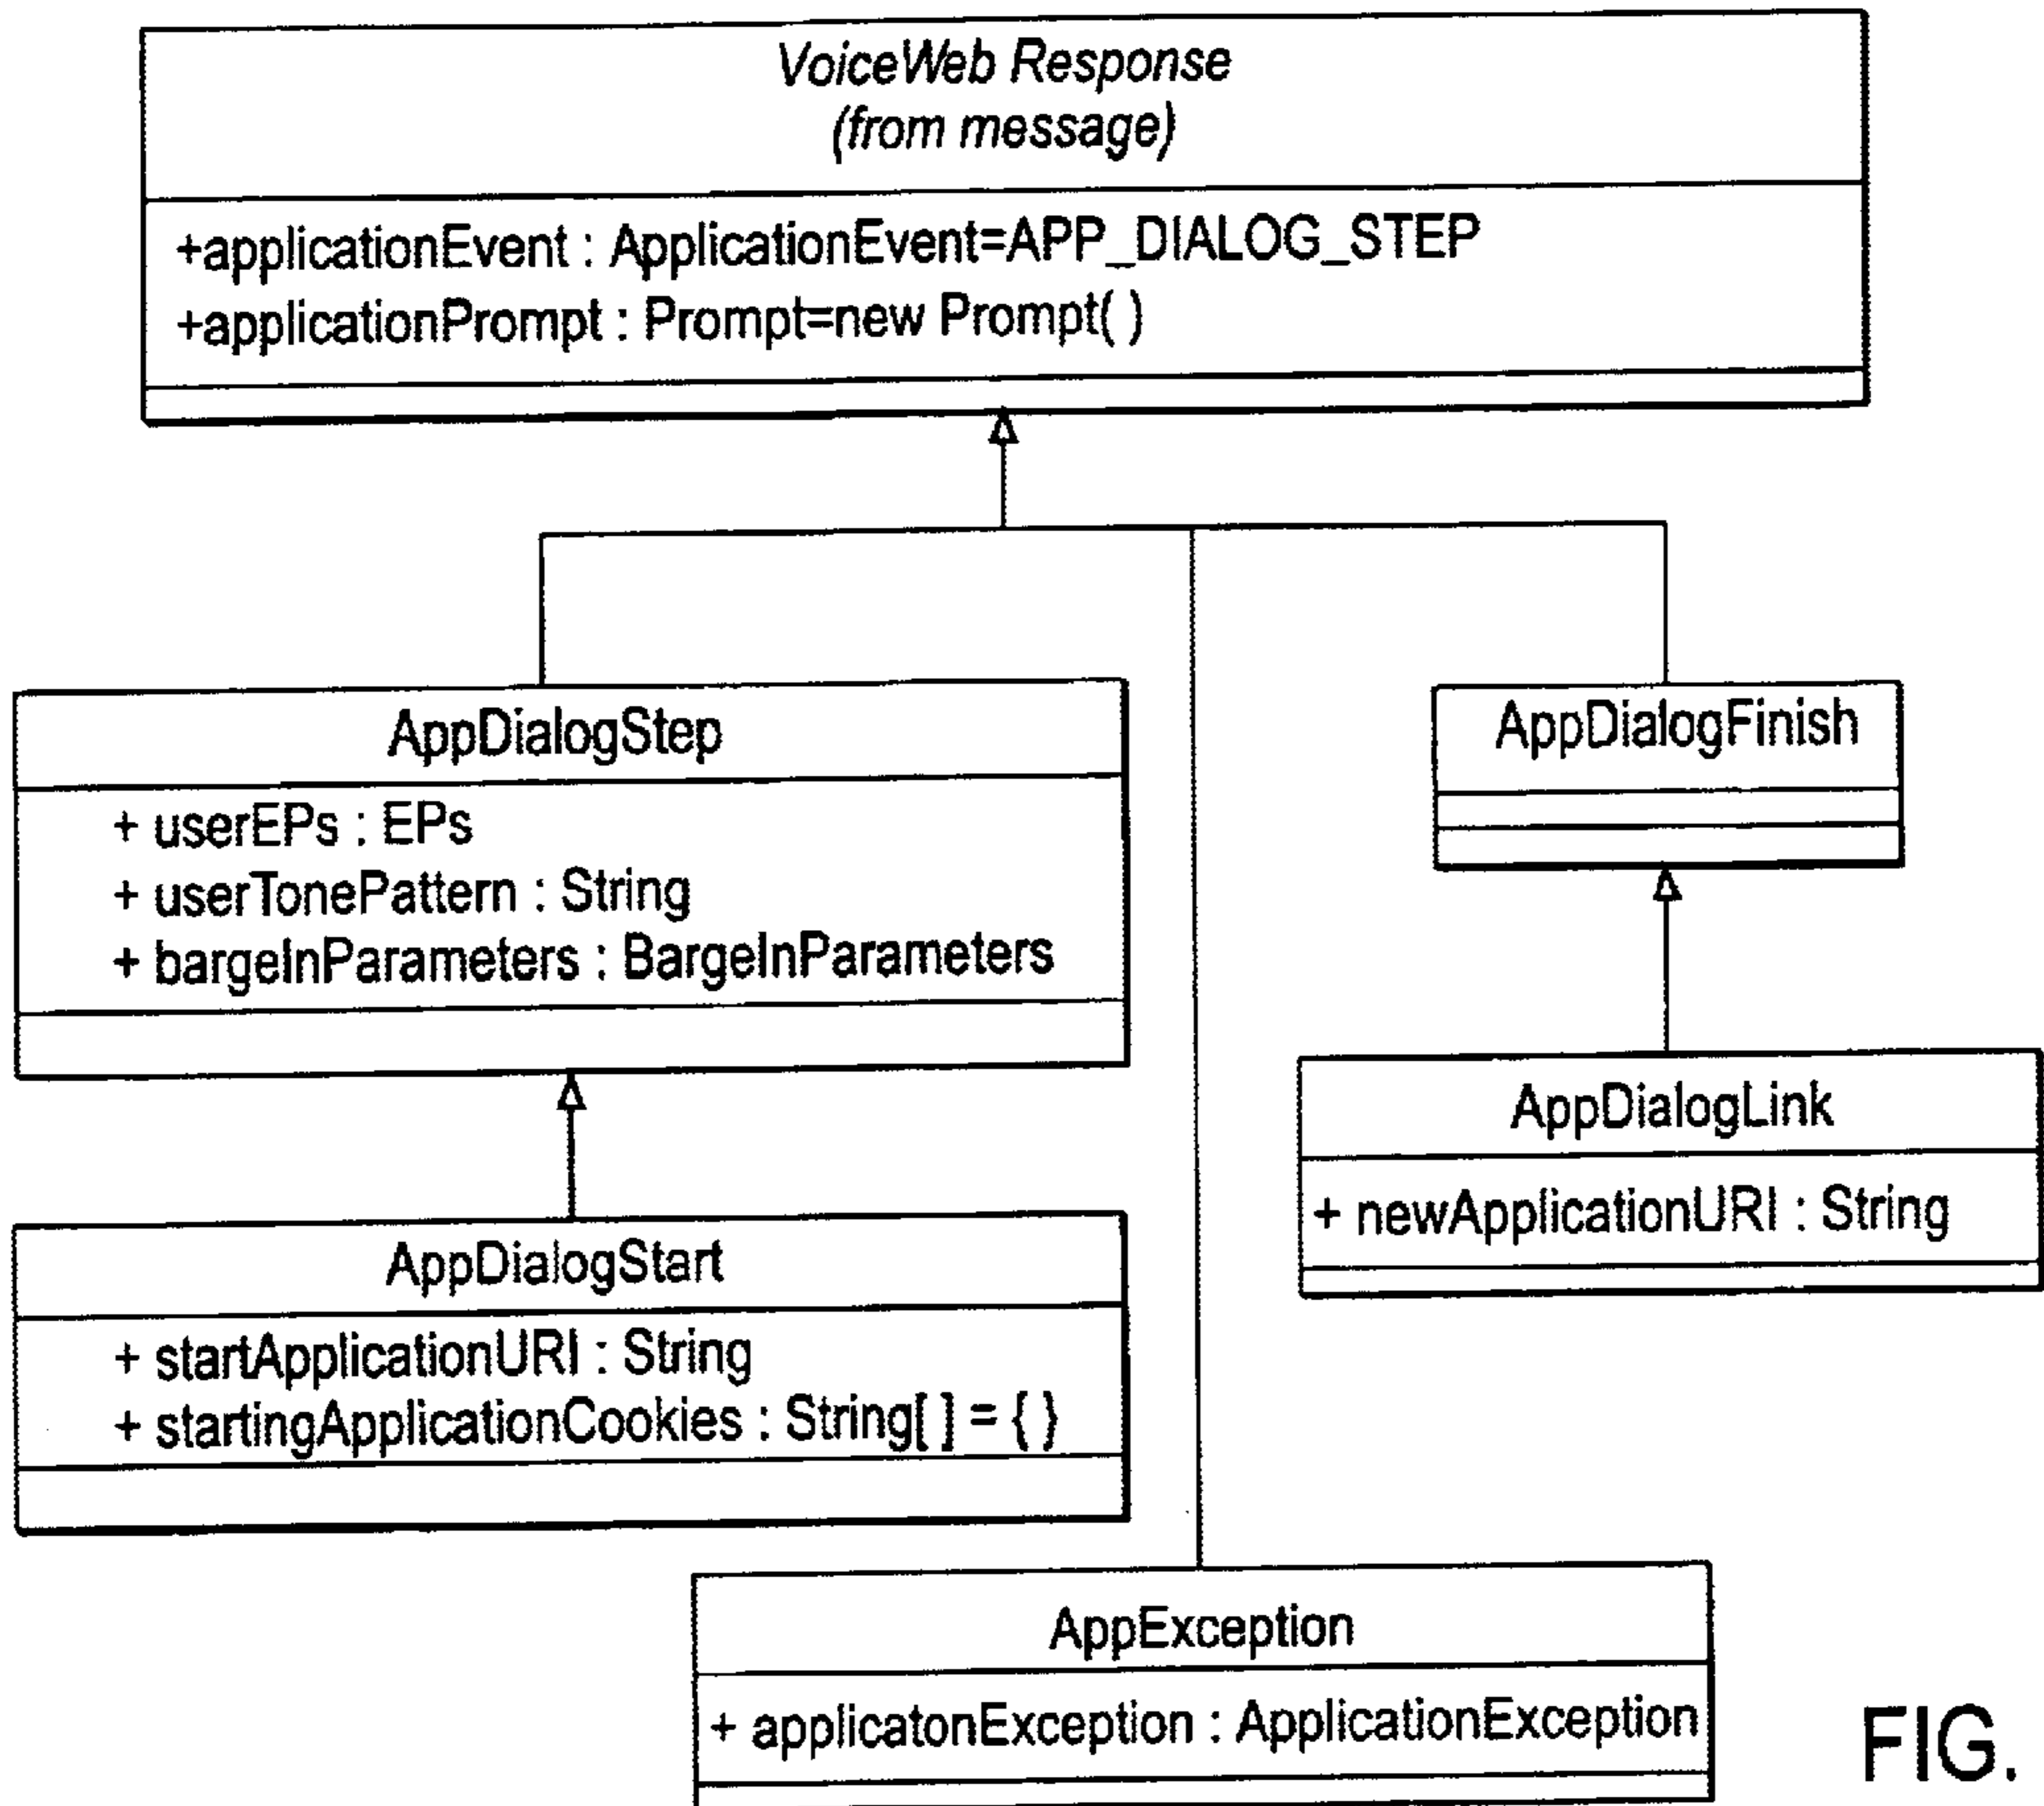 VoiceWeb Response
(from message)
+applicationEvent : ApplicationEvent=APP_DIALOG_STEP
+applicationPrompt : Prompt=new Prompt( )
AppDialogStep
+ userEPs : EPs
+ userTonePattern : String
+ bargeInParameters : BargeInParameters
AppDialogFinish
AppDialogLink
+ newApplicationURI : String
AppDialogStart
+ startApplicationURI : String
+ startingApplicationCookies : String[ ] = { }
AppException
+ applicatonException : ApplicationException
FIG.